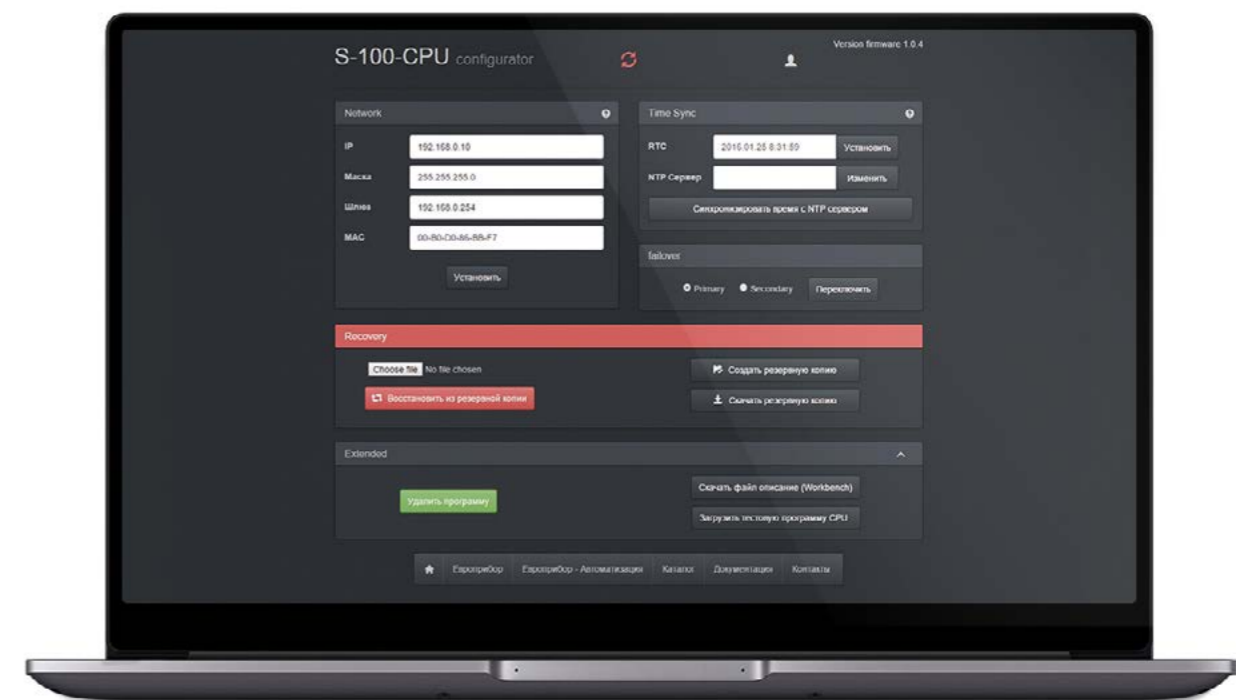 S-100-CPU configurator
Version firmware 1.0.4
Network
IP 192.168.0.10
Маска 255.255.255.0
Шлюз 192.168.0.254
MAC 00-B0-D0-86-BB-F7
Установить
Time Sync
RTC 2016.01.25 8:31:59 Установить
NTP Сервер Изменить
Синхронизировать время с NTP сервером
failover
Primary Secondary Переключить
Recovery
Choose file No file chosen
Восстановить из резервной копии
Создать резервную копию
Скачать резервную копию
Extended
Удалить программу
Скачать файл описание (Workbench)
Загрузить тестовую программу CPU
Европрибор Европрибор - Автоматизация Каталог Документация Контакты